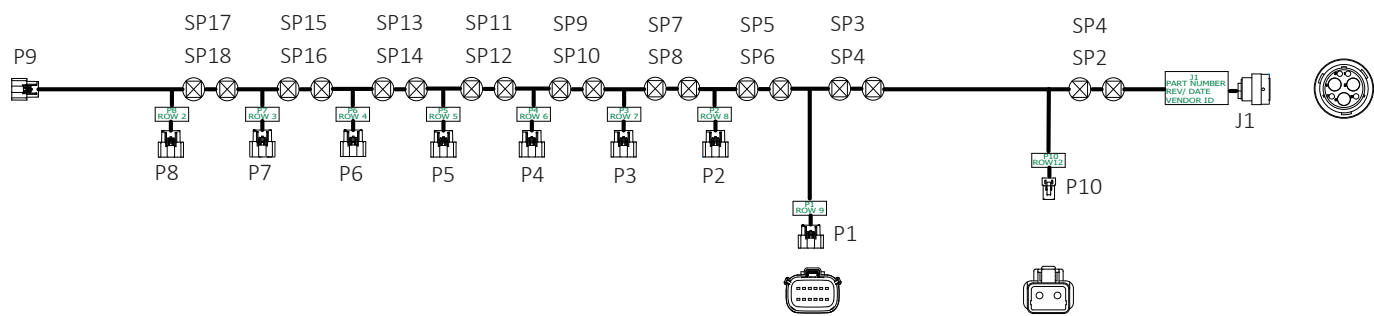 SP17
SP15
SP13
SP11
SP9
SP7
SP5
SP3
SP4
P9
SP18
SP16
SP14
SP12
SP10
SP8
SP6
SP4
SP2
J1
PART NUMBER
REV/ DATE
VENDOR ID
J1
P8
ROW 2
P7
ROW 3
P6
ROW 4
P5
ROW 5
P4
ROW 6
P3
ROW 7
P2
ROW 8
P8
P7
P6
P5
P4
P3
P2
P10
ROW12
P10
P1
ROW 9
P1